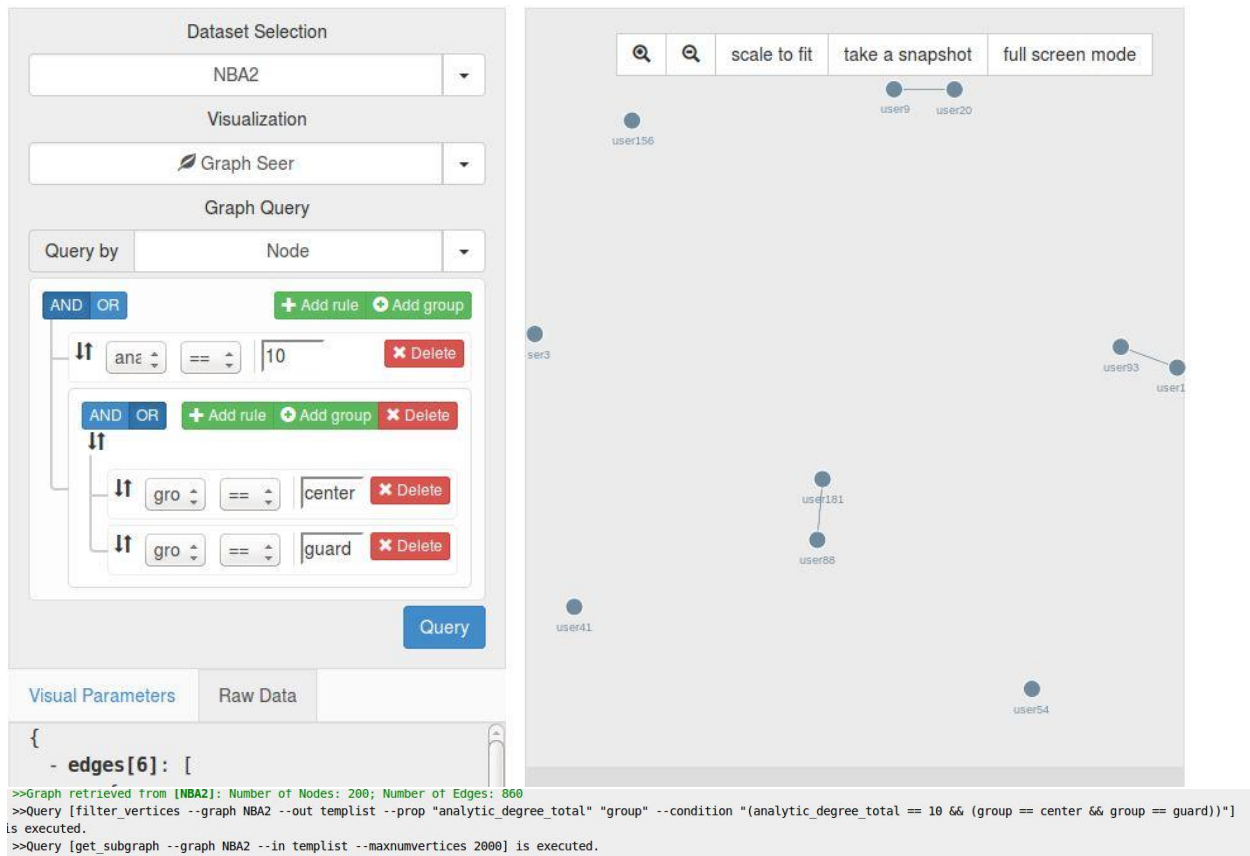 Dataset Selection
NBA2
Visualization
Graph Seer
Graph Query
Query by Node
AND OR Add rule Add group
ana == 10 Delete
AND OR Add rule Add group Delete
gro == center Delete
gro == guard Delete
Query
Visual Parameters Raw Data
{
- edges[6]: [
scale to fit take a snapshot full screen mode
user9 user20
user156
ser3
user93
user1
user181
user88
user41
user54
>>Graph retrieved from [NBA2]: Number of Nodes: 200; Number of Edges: 860
>>Query [filter_vertices --graph NBA2 --out templist --prop "analytic_degree_total" "group" --condition "(analytic_degree_total == 10 && (group == center && group == guard))"]
is executed.
>>Query [get_subgraph --graph NBA2 --in templist --maxnumvertices 2000] is executed.